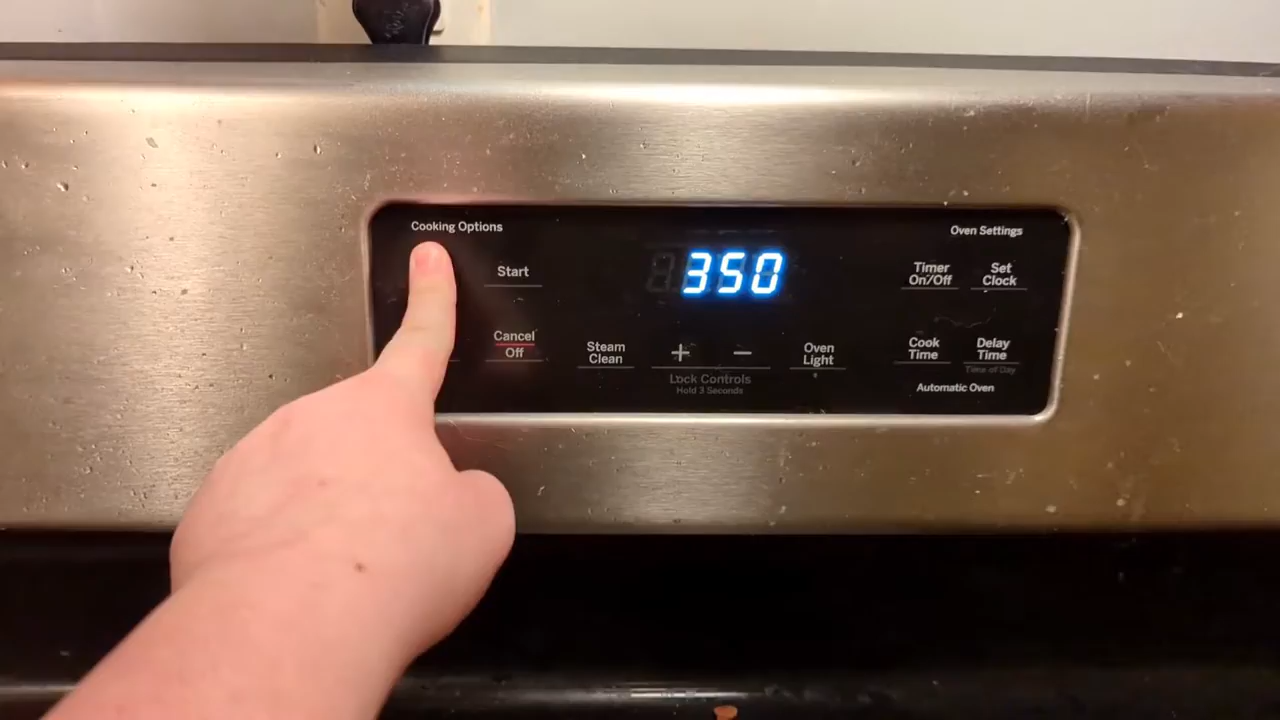 Cooking Options
Oven Settings
Start
350
Timer
On/Off
Set
Clock
Cancel
Off
Steam
Clean
+
−
Oven
Light
Cook
Time
Delay
Time
Time of Day
Lock Controls
Hold 3 Seconds
Automatic Oven